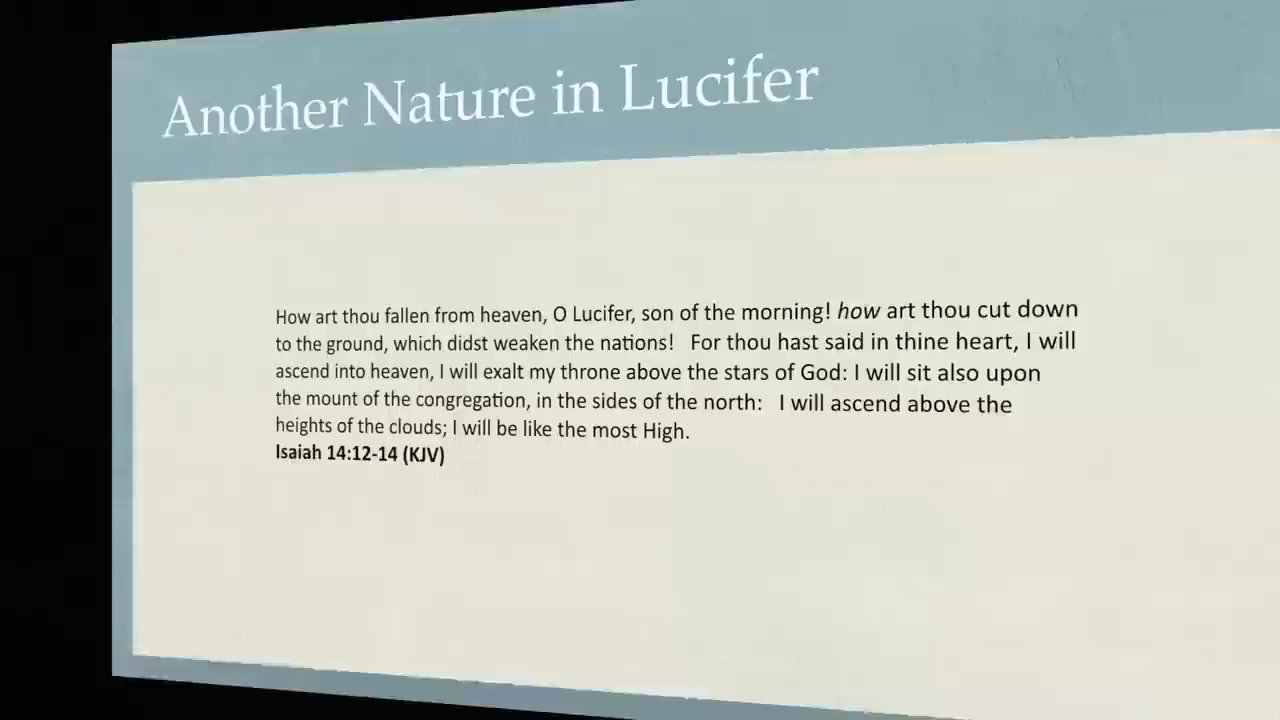 Another Nature in Lucifer
How art thou fallen from heaven, O Lucifer, son of the morning! how art thou cut down
to the ground, which didst weaken the nations!   For thou hast said in thine heart, I will
ascend into heaven, I will exalt my throne above the stars of God: I will sit also upon
the mount of the congregation, in the sides of the north:   I will ascend above the
heights of the clouds; I will be like the most High.
Isaiah 14:12-14 (KJV)